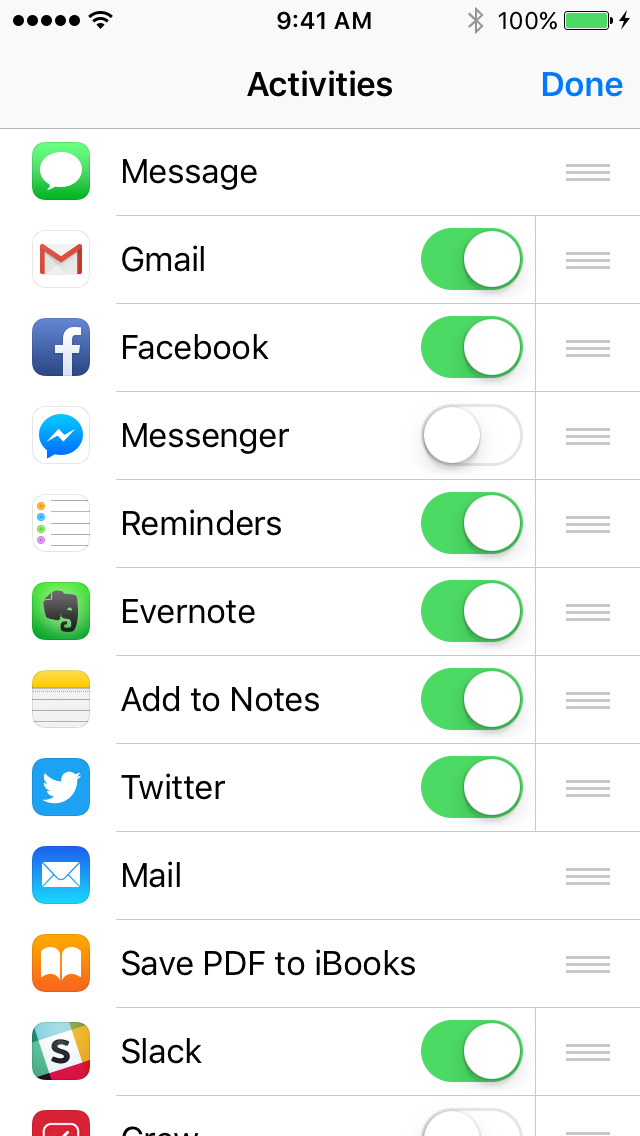 9:41 AM 100%
Activities Done
Message
Gmail
Facebook
Messenger
Reminders
Evernote
Add to Notes
Twitter
Mail
Save PDF to iBooks
S Slack